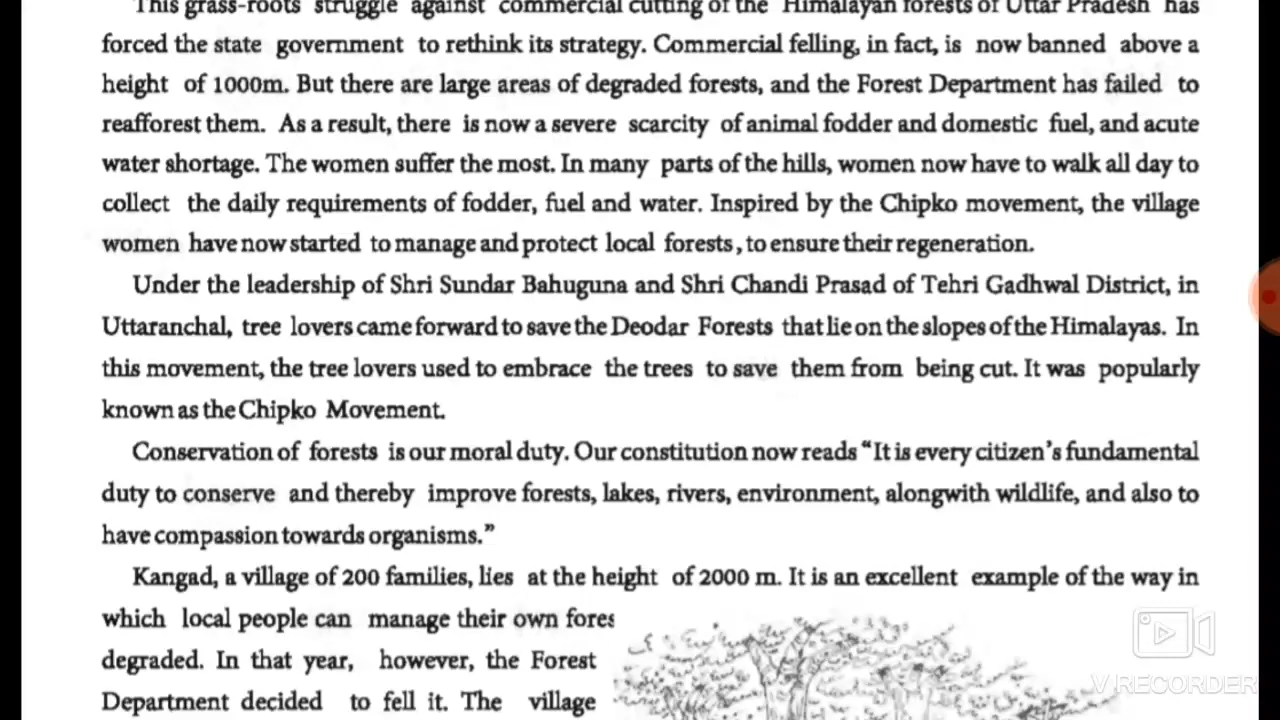 This grass-roots struggle against commercial cutting of the Himalayan forests of Uttar Pradesh has
forced the state government to rethink its strategy. Commercial felling, in fact, is now banned above a
height of 1000m. But there are large areas of degraded forests, and the Forest Department has failed to
reafforest them. As a result, there is now a severe scarcity of animal fodder and domestic fuel, and acute
water shortage. The women suffer the most. In many parts of the hills, women now have to walk all day to
collect the daily requirements of fodder, fuel and water. Inspired by the Chipko movement, the village
women have now started to manage and protect local forests, to ensure their regeneration.
Under the leadership of Shri Sundar Bahuguna and Shri Chandi Prasad of Tehri Gadhwal District, in
Uttaranchal, tree lovers came forward to save the Deodar Forests that lie on the slopes of the Himalayas. In
this movement, the tree lovers used to embrace the trees to save them from being cut. It was popularly
known as the Chipko Movement.
Conservation of forests is our moral duty. Our constitution now reads “It is every citizen’s fundamental
duty to conserve and thereby improve forests, lakes, rivers, environment, alongwith wildlife, and also to
have compassion towards organisms.”
Kangad, a village of 200 families, lies at the height of 2000 m. It is an excellent example of the way in
which local people can manage their own fores
degraded. In that year, however, the Forest
Department decided to fell it. The village
V RECORDER